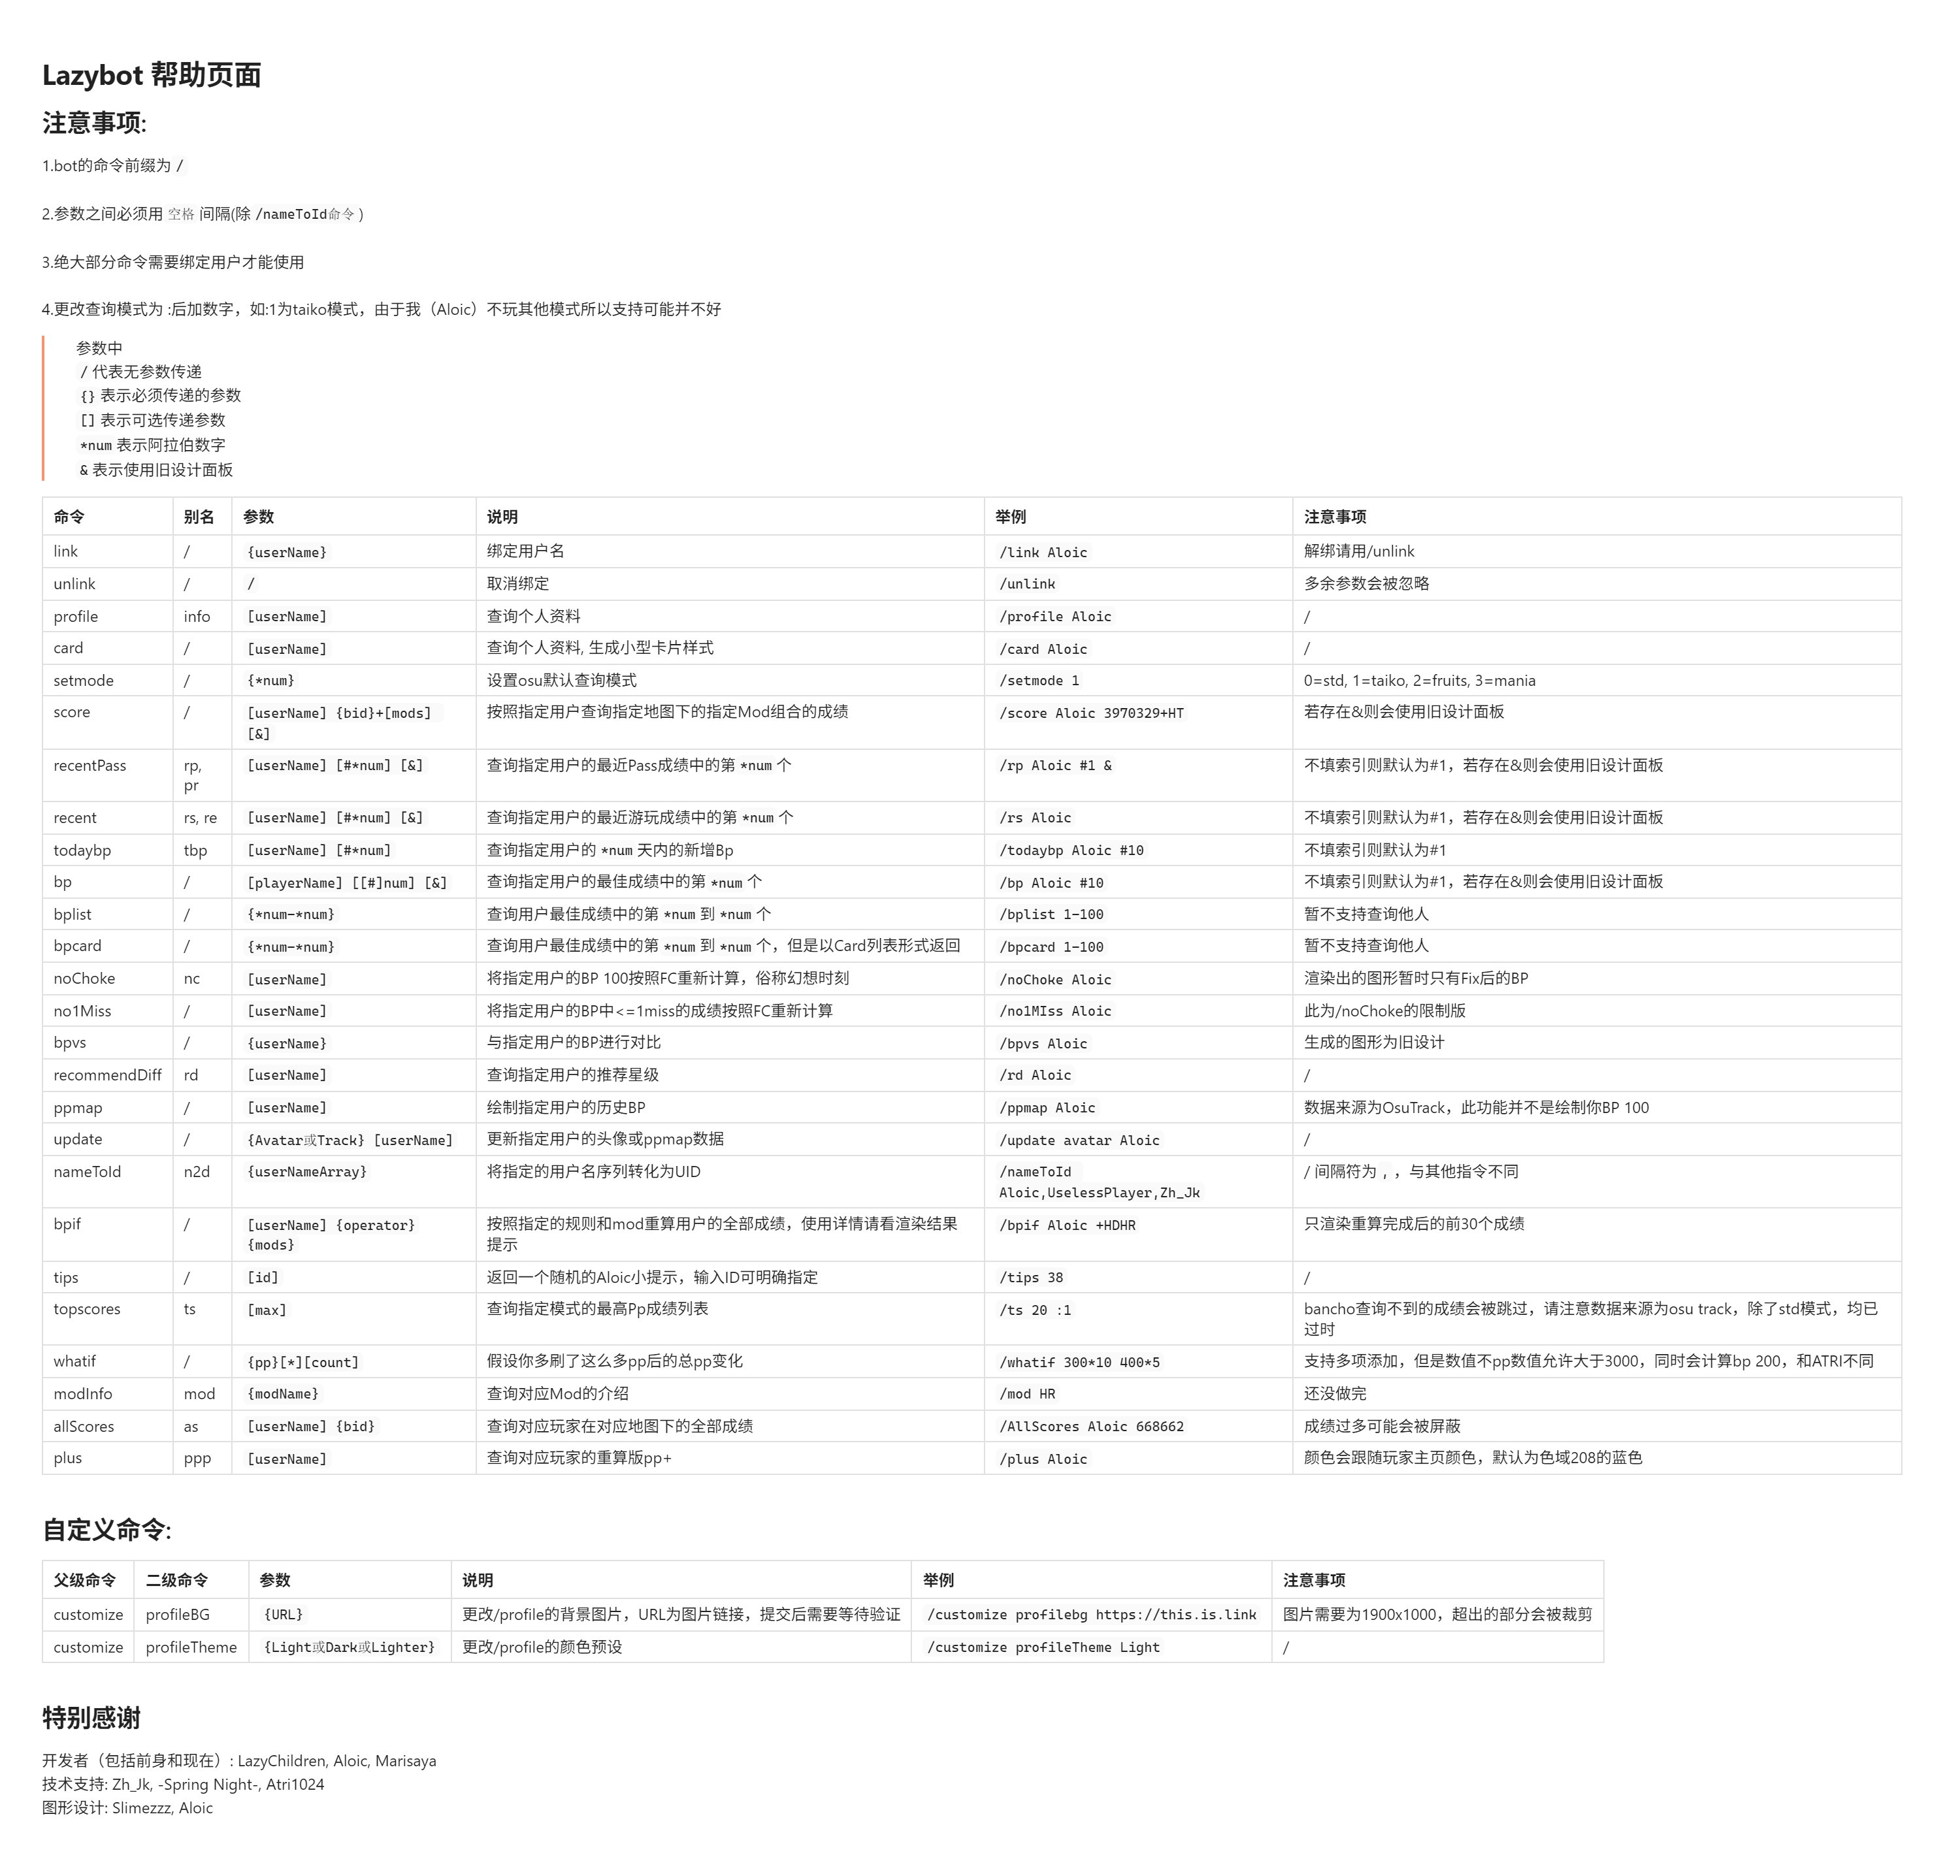 Lazybot 帮助页面
注意事项:
1.bot的命令前缀为 /
2.参数之间必须用 空格 间隔(除 /nameToId命令 )
3.绝大部分命令需要绑定用户才能使用
4.更改查询模式为 :后加数字，如:1为taiko模式，由于我（Aloic）不玩其他模式所以支持可能并不好
参数中
/ 代表无参数传递
{} 表示必须传递的参数
[] 表示可选传递参数
*num 表示阿拉伯数字
& 表示使用旧设计面板
命令 别名 参数 说明 举例 注意事项
link / {userName} 绑定用户名 /link Aloic 解绑请用/unlink
unlink / / 取消绑定 /unlink 多余参数会被忽略
profile info [userName] 查询个人资料 /profile Aloic /
card / [userName] 查询个人资料, 生成小型卡片样式 /card Aloic /
setmode / {*num} 设置osu默认查询模式 /setmode 1 0=std, 1=taiko, 2=fruits, 3=mania
score / [userName] {bid}+[mods] 按照指定用户查询指定地图下的指定Mod组合的成绩 /score Aloic 3970329+HT 若存在&则会使用旧设计面板
[&]
recentPass rp, [userName] [#*num] [&] 查询指定用户的最近Pass成绩中的第 *num 个 /rp Aloic #1 & 不填索引则默认为#1，若存在&则会使用旧设计面板
pr
recent rs, re [userName] [#*num] [&] 查询指定用户的最近游玩成绩中的第 *num 个 /rs Aloic 不填索引则默认为#1，若存在&则会使用旧设计面板
todaybp tbp [userName] [#*num] 查询指定用户的 *num 天内的新增Bp /todaybp Aloic #10 不填索引则默认为#1
bp / [playerName] [[#]num] [&] 查询指定用户的最佳成绩中的第 *num 个 /bp Aloic #10 不填索引则默认为#1，若存在&则会使用旧设计面板
bplist / {*num-*num} 查询用户最佳成绩中的第 *num 到 *num 个 /bplist 1-100 暂不支持查询他人
bpcard / {*num-*num} 查询用户最佳成绩中的第 *num 到 *num 个，但是以Card列表形式返回 /bpcard 1-100 暂不支持查询他人
noChoke nc [userName] 将指定用户的BP 100按照FC重新计算，俗称幻想时刻 /noChoke Aloic 渲染出的图形暂时只有Fix后的BP
no1Miss / [userName] 将指定用户的BP中<=1miss的成绩按照FC重新计算 /no1MIss Aloic 此为/noChoke的限制版
bpvs / {userName} 与指定用户的BP进行对比 /bpvs Aloic 生成的图形为旧设计
recommendDiff rd [userName] 查询指定用户的推荐星级 /rd Aloic /
ppmap / [userName] 绘制指定用户的历史BP /ppmap Aloic 数据来源为OsuTrack，此功能并不是绘制你BP 100
update / {Avatar或Track} [userName] 更新指定用户的头像或ppmap数据 /update avatar Aloic /
nameToId n2d {userNameArray} 将指定的用户名序列转化为UID /nameToId / 间隔符为 , ，与其他指令不同
Aloic,UselessPlayer,Zh_Jk
bpif / [userName] {operator} 按照指定的规则和mod重算用户的全部成绩，使用详情请看渲染结果 /bpif Aloic +HDHR 只渲染重算完成后的前30个成绩
{mods} 提示
tips / [id] 返回一个随机的Aloic小提示，输入ID可明确指定 /tips 38 /
topscores ts [max] 查询指定模式的最高Pp成绩列表 /ts 20 :1 bancho查询不到的成绩会被跳过，请注意数据来源为osu track，除了std模式，均已
过时
whatif / {pp}[*][count] 假设你多刷了这么多pp后的总pp变化 /whatif 300*10 400*5 支持多项添加，但是数值不pp数值允许大于3000，同时会计算bp 200，和ATRI不同
modInfo mod {modName} 查询对应Mod的介绍 /mod HR 还没做完
allScores as [userName] {bid} 查询对应玩家在对应地图下的全部成绩 /AllScores Aloic 668662 成绩过多可能会被屏蔽
plus ppp [userName] 查询对应玩家的重算版pp+ /plus Aloic 颜色会跟随玩家主页颜色，默认为色域208的蓝色
自定义命令:
父级命令 二级命令 参数 说明 举例 注意事项
customize profileBG {URL} 更改/profile的背景图片，URL为图片链接，提交后需要等待验证 /customize profilebg https://this.is.link 图片需要为1900x1000，超出的部分会被裁剪
customize profileTheme {Light或Dark或Lighter} 更改/profile的颜色预设 /customize profileTheme Light /
特别感谢
开发者（包括前身和现在）: LazyChildren, Aloic, Marisaya
技术支持: Zh_Jk, -Spring Night-, Atri1024
图形设计: Slimezzz, Aloic